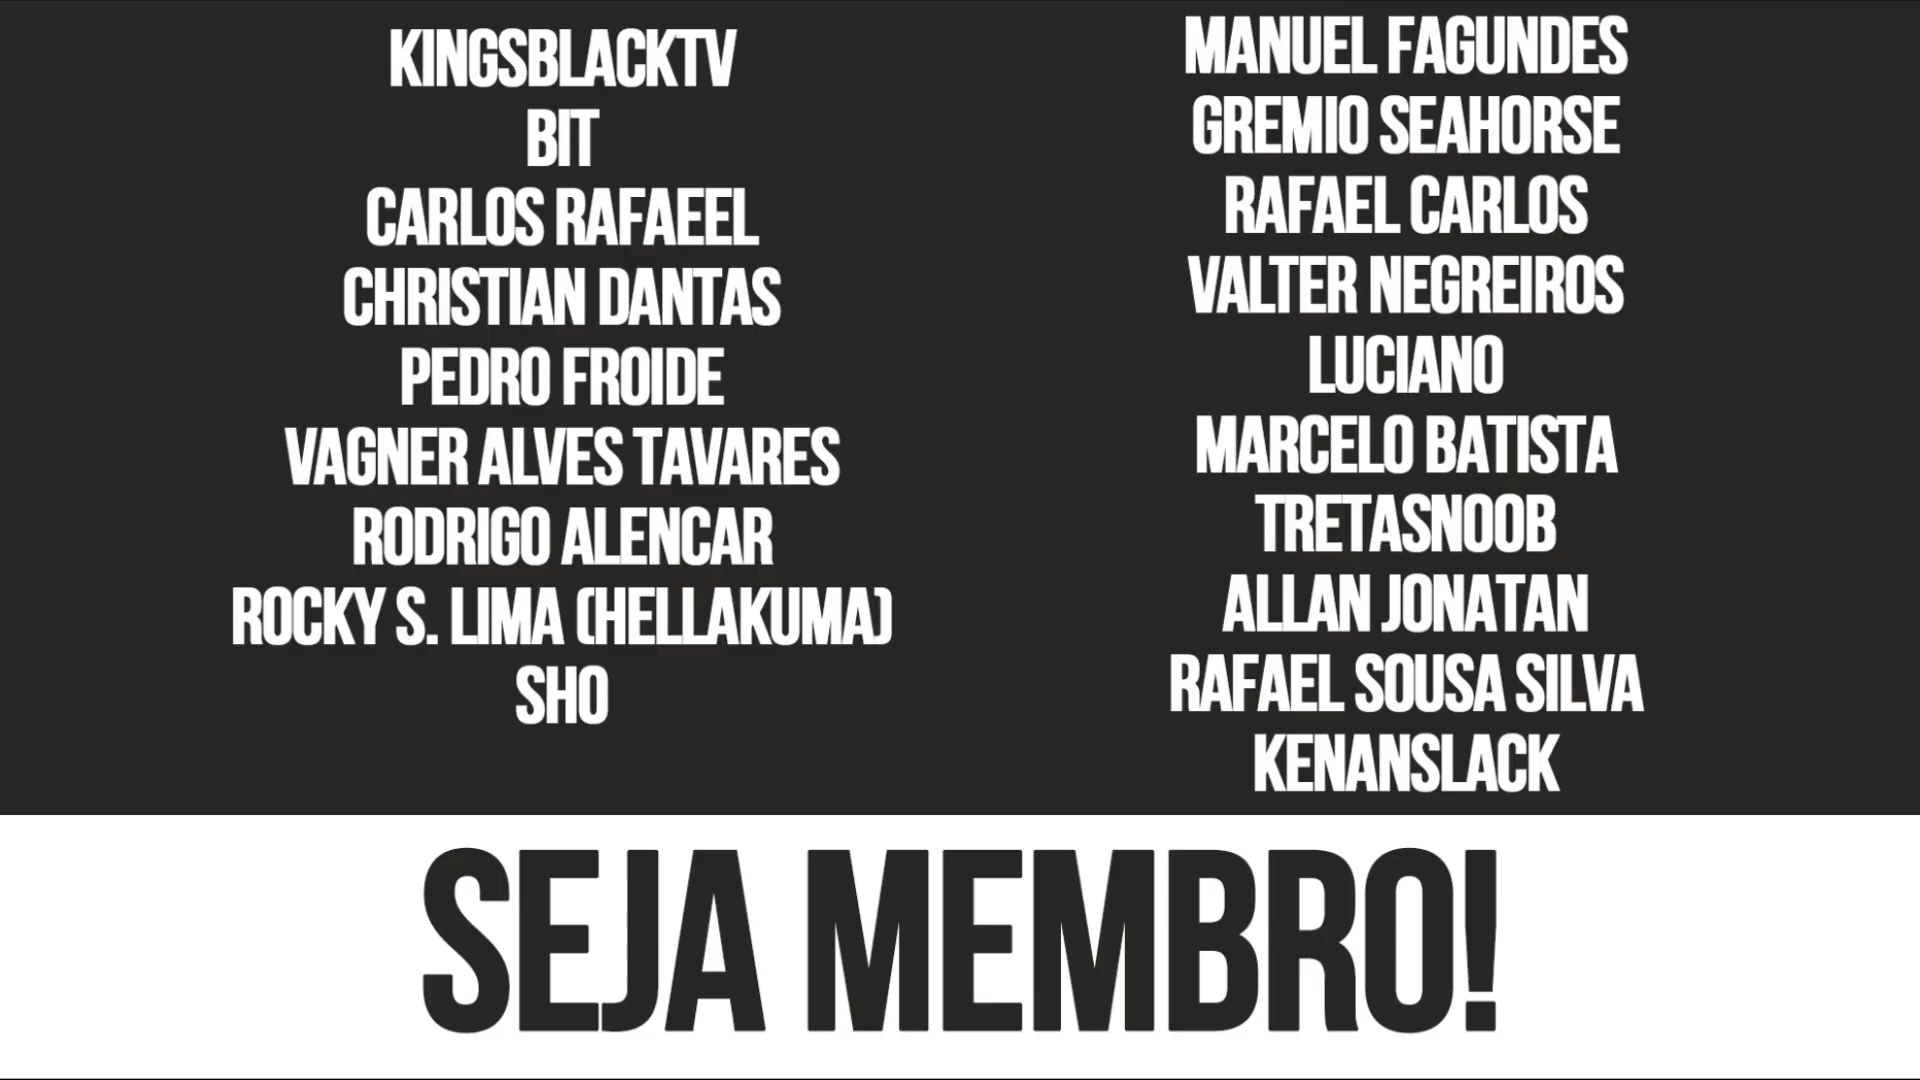 KINGSBLACKTV
BIT
CARLOS RAFAEEL
CHRISTIAN DANTAS
PEDRO FROIDE
VAGNER ALVES TAVARES
RODRIGO ALENCAR
ROCKY S. LIMA (HELLAKUMA)
SHO
MANUEL FAGUNDES
GREMIO SEAHORSE
RAFAEL CARLOS
VALTER NEGREIROS
LUCIANO
MARCELO BATISTA
TRETASNOOB
ALLAN JONATAN
RAFAEL SOUSA SILVA
KENANSLACK
SEJA MEMBRO!